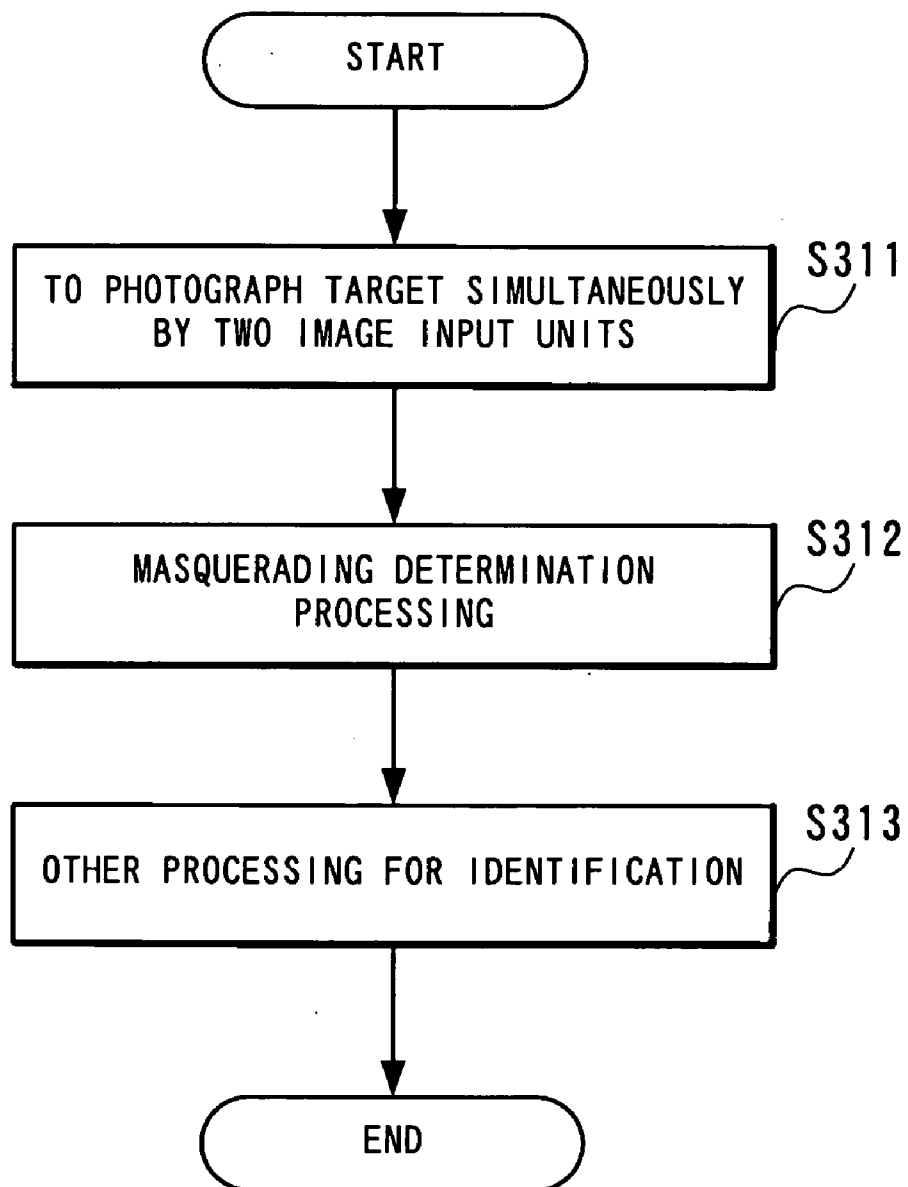 START
S311
TO PHOTOGRAPH TARGET SIMULTANEOUSLY
BY TWO IMAGE INPUT UNITS
S312
MASQUERADING DETERMINATION
PROCESSING
S313
OTHER PROCESSING FOR IDENTIFICATION
END